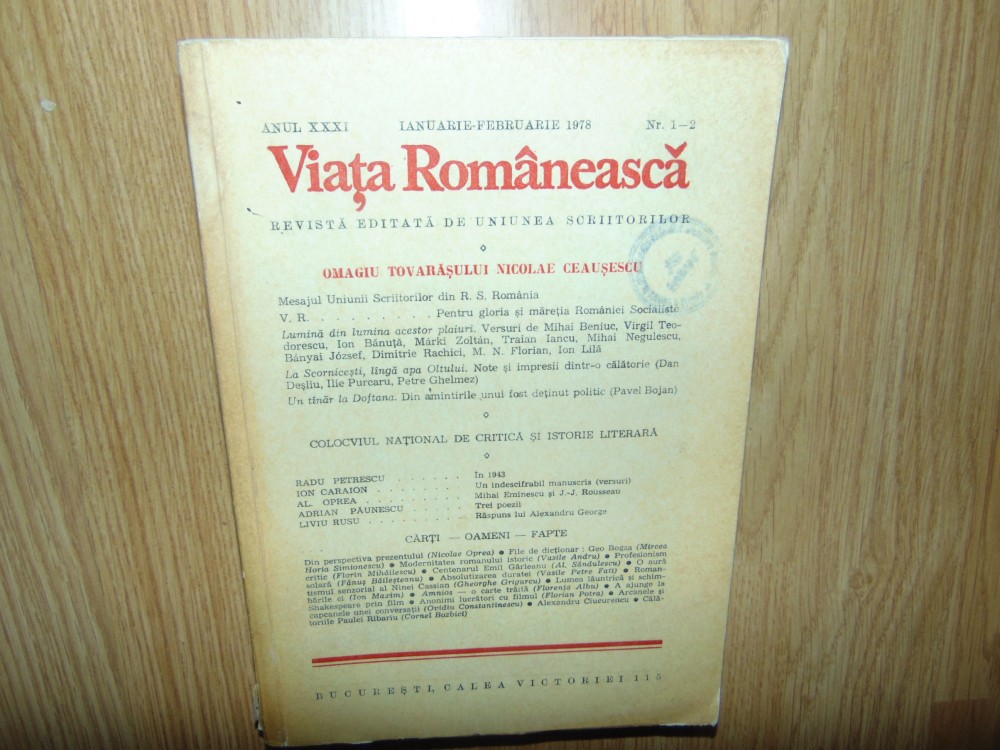 ANUL XXXI IANUARIE-FEBRUARIE 1978 Nr. 1-2
Viața Românească
REVISTĂ EDITATĂ DE UNIUNEA SCRIITORILOR
OMAGIU TOVARĂȘULUI NICOLAE CEAUȘESCU
Mesajul Uniunii Scriitorilor din R. S. România
V. R. . . . . . . . . . Pentru gloria și măreția României Socialiste
Lumină din lumina acestor plaiuri. Versuri de Mihai Beniuc, Virgil Teo-
dorescu, Ion Bănuță, Márki Zoltán, Traian Iancu, Mihai Negulescu,
Bányai József, Dimitrie Rachici, M. N. Florian, Ion Lilă
La Scornicești, lîngă apa Oltului. Note și impresii dintr-o călătorie (Dan
Deșliu, Ilie Purcaru, Petre Ghelmez)
Un tînăr la Doftana. Din amintirile unui fost deținut politic (Pavel Bojan)
COLOCVIUL NAȚIONAL DE CRITICĂ ȘI ISTORIE LITERARĂ
RADU PETRESCU . . . . . . In 1943
ION CARAION . . . . . . . Un indescifrabil manuscris (versuri)
AL. OPREA . . . . . . . . Mihai Eminescu și J.-J. Rousseau
ADRIAN PĂUNESCU . . . . . Trei poezii
LIVIU RUSU . . . . . . . . Răspuns lui Alexandru George
CĂRȚI — OAMENI — FAPTE
Din perspectiva prezentului (Nicolae Oprea) ● File de dicționar : Geo Bogza (Mircea
Horia Simionescu) ● Modernitatea romanului istoric (Vasile Andru) ● Profesionism
critic (Florin Mihăilescu) ● Centenarul Emil Gârleanu (Al. Săndulescu) ● O aură
solară (Fănuș Băileșteanu) ● Absolutizarea duratei (Vasile Petre Fati) ● Roman-
tismul senzorial al Ninei Cassian (Gheorghe Grigurcu) ● Lumea lăuntrică și schim-
bările ei (Ion Maxim) ● Amnios — o carte trăită (Florența Albu) ● A ajunge la
Shakespeare prin film ● Anonimi lucrători cu filmul (Florian Potra) ● Arcanele și
capcanele unei conversații (Ovidiu Constantinescu) ● Alexandru Ciucurencu ● Călă-
toriile Paulei Ribariu (Cornel Bozbici)
BUCUREȘTI, CALEA VICTORIEI 115